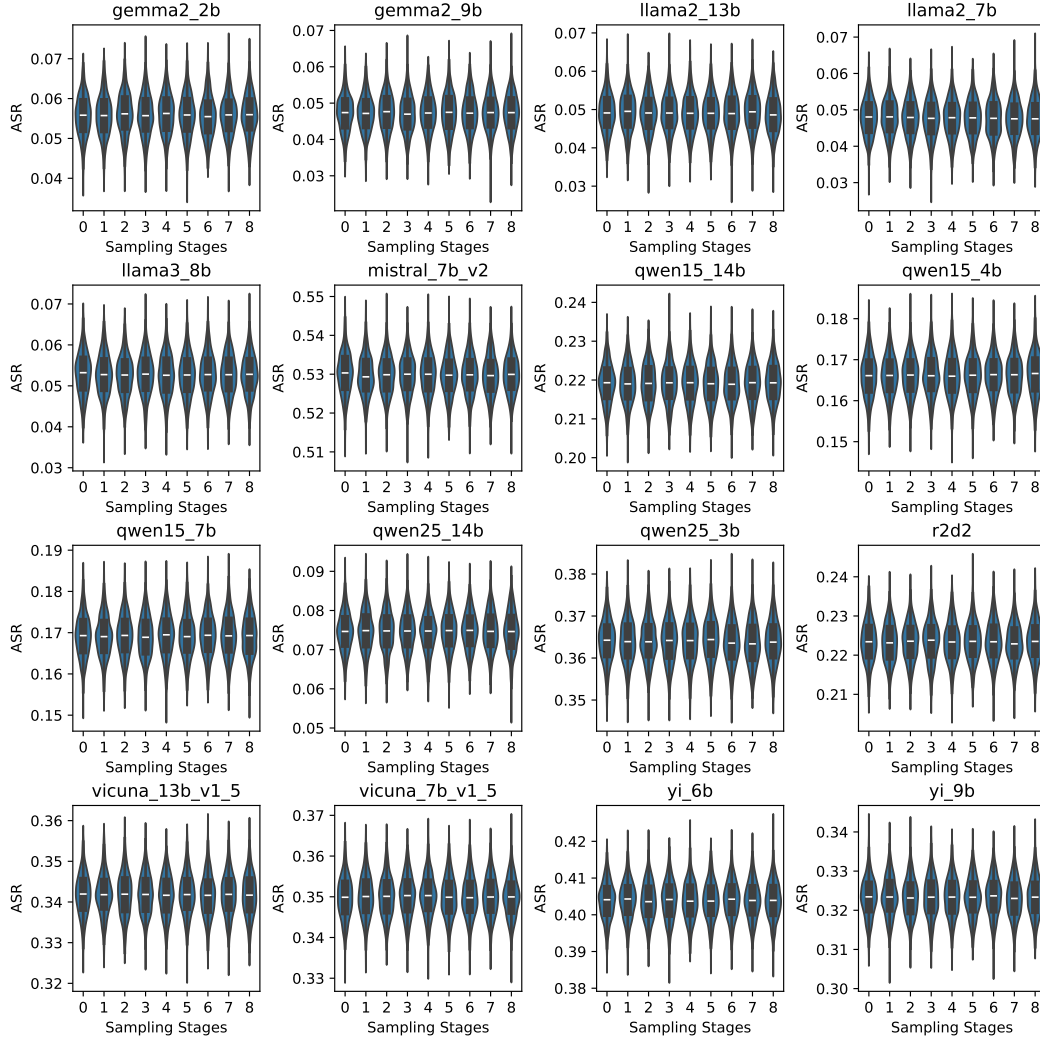 gemma2_2b gemma2_9b llama2_13b llama2_7b
ASR 0.07 0.06 0.05 0.04
ASR 0.07 0.06 0.05 0.04 0.03
ASR 0.07 0.06 0.05 0.04 0.03
ASR 0.07 0.06 0.05 0.04 0.03
0 1 2 3 4 5 6 7 8 0 1 2 3 4 5 6 7 8 0 1 2 3 4 5 6 7 8 0 1 2 3 4 5 6 7 8
Sampling Stages Sampling Stages Sampling Stages Sampling Stages
llama3_8b mistral_7b_v2 qwen15_14b qwen15_4b
ASR 0.07 0.06 0.05 0.04 0.03
ASR 0.55 0.54 0.53 0.52 0.51
ASR 0.24 0.23 0.22 0.21 0.20
ASR 0.18 0.17 0.16 0.15
0 1 2 3 4 5 6 7 8 0 1 2 3 4 5 6 7 8 0 1 2 3 4 5 6 7 8 0 1 2 3 4 5 6 7 8
Sampling Stages Sampling Stages Sampling Stages Sampling Stages
qwen15_7b qwen25_14b qwen25_3b r2d2
ASR 0.19 0.18 0.17 0.16 0.15
ASR 0.09 0.08 0.07 0.06 0.05
ASR 0.38 0.37 0.36 0.35
ASR 0.24 0.23 0.22 0.21
0 1 2 3 4 5 6 7 8 0 1 2 3 4 5 6 7 8 0 1 2 3 4 5 6 7 8 0 1 2 3 4 5 6 7 8
Sampling Stages Sampling Stages Sampling Stages Sampling Stages
vicuna_13b_v1_5 vicuna_7b_v1_5 yi_6b yi_9b
ASR 0.36 0.35 0.34 0.33 0.32
ASR 0.37 0.36 0.35 0.34 0.33
ASR 0.42 0.41 0.40 0.39 0.38
ASR 0.34 0.33 0.32 0.31 0.30
0 1 2 3 4 5 6 7 8 0 1 2 3 4 5 6 7 8 0 1 2 3 4 5 6 7 8 0 1 2 3 4 5 6 7 8
Sampling Stages Sampling Stages Sampling Stages Sampling Stages